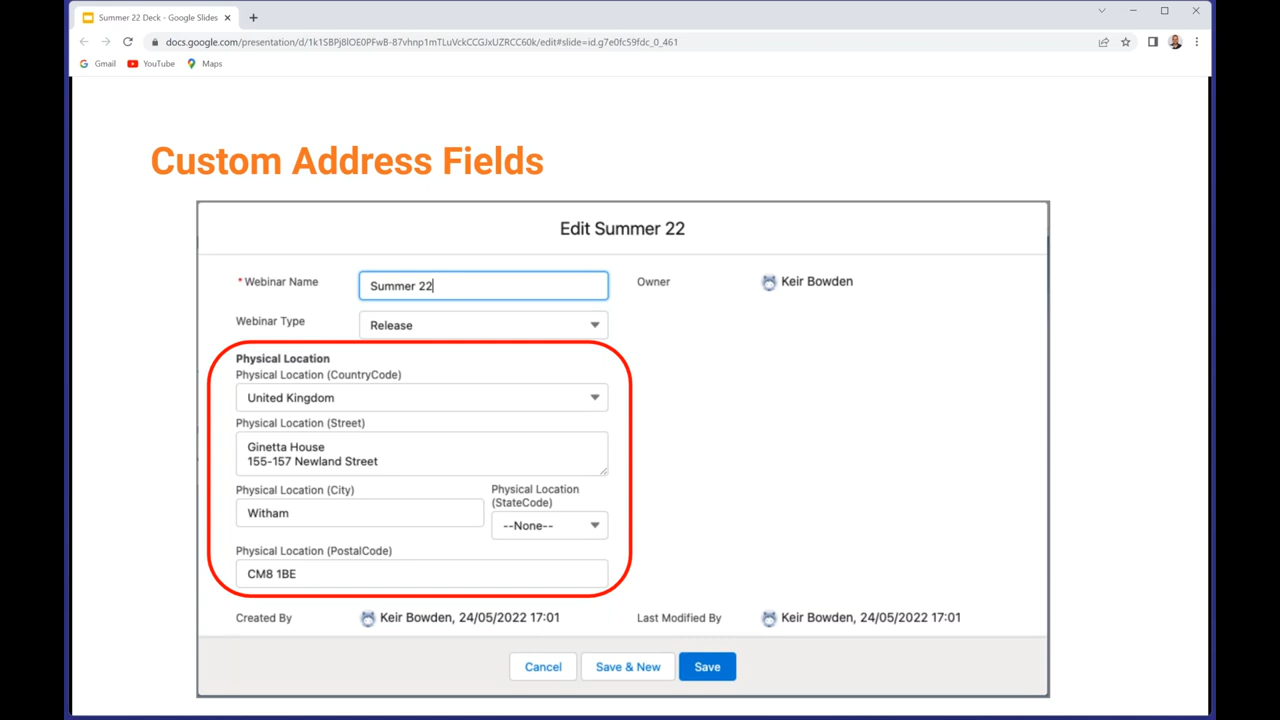 Summer 22 Deck - Google Slides
docs.google.com/presentation/d/1k1SBPj8lOE0PFwB-87vhnp1mTLuVckCCGJxUZRCC60k/edit#slide=id.g7e0fc59fdc_0_461
Gmail YouTube Maps
Custom Address Fields
Edit Summer 22
* Webinar Name Summer 22 Owner Keir Bowden
Webinar Type Release
Physical Location
Physical Location (CountryCode)
United Kingdom
Physical Location (Street)
Ginetta House
155-157 Newland Street
Physical Location (City)
Witham
Physical Location
(StateCode)
--None--
Physical Location (PostalCode)
CM8 1BE
Created By Keir Bowden, 24/05/2022 17:01 Last Modified By Keir Bowden, 24/05/2022 17:01
Cancel Save & New Save